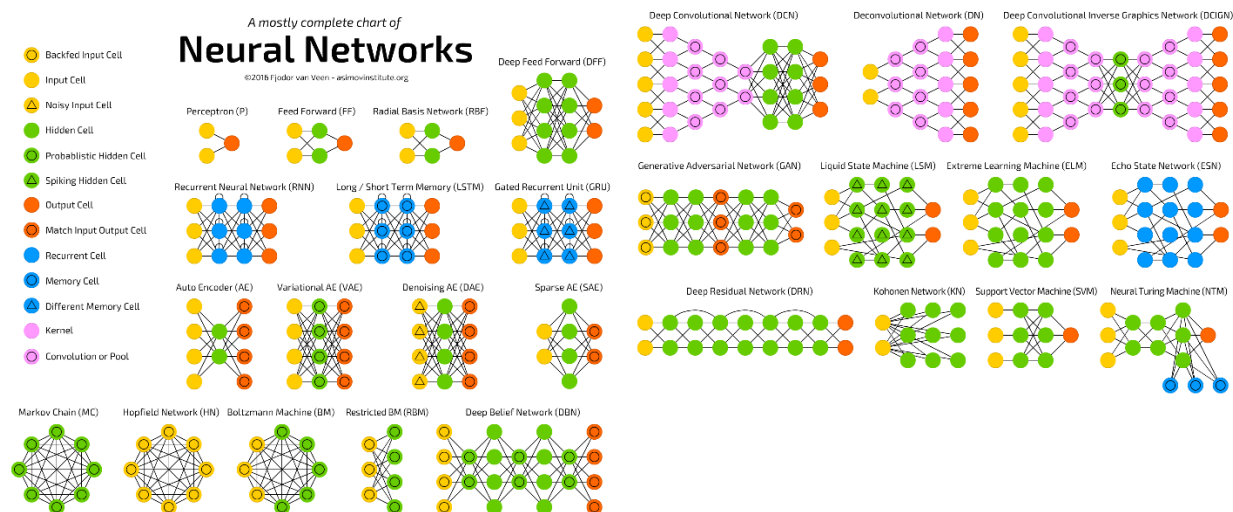 A mostly complete chart of
Neural Networks
©2016 Fjodor van Veen - asimovinstitute.org
Backfed Input Cell
Input Cell
Noisy Input Cell
Hidden Cell
Probablistic Hidden Cell
Spiking Hidden Cell
Output Cell
Match Input Output Cell
Recurrent Cell
Memory Cell
Different Memory Cell
Kernel
Convolution or Pool
Deep Feed Forward (DFF)
Perceptron (P)
Feed Forward (FF)
Radial Basis Network (RBF)
Recurrent Neural Network (RNN)
Long / Short Term Memory (LSTM)
Gated Recurrent Unit (GRU)
Auto Encoder (AE)
Variational AE (VAE)
Denoising AE (DAE)
Sparse AE (SAE)
Markov Chain (MC)
Hopfield Network (HN)
Boltzmann Machine (BM)
Restricted BM (RBM)
Deep Belief Network (DBN)
Deep Convolutional Network (DCN)
Deconvolutional Network (DN)
Deep Convolutional Inverse Graphics Network (DCIGN)
Generative Adversarial Network (GAN)
Liquid State Machine (LSM)
Extreme Learning Machine (ELM)
Echo State Network (ESN)
Deep Residual Network (DRN)
Kohonen Network (KN)
Support Vector Machine (SVM)
Neural Turing Machine (NTM)